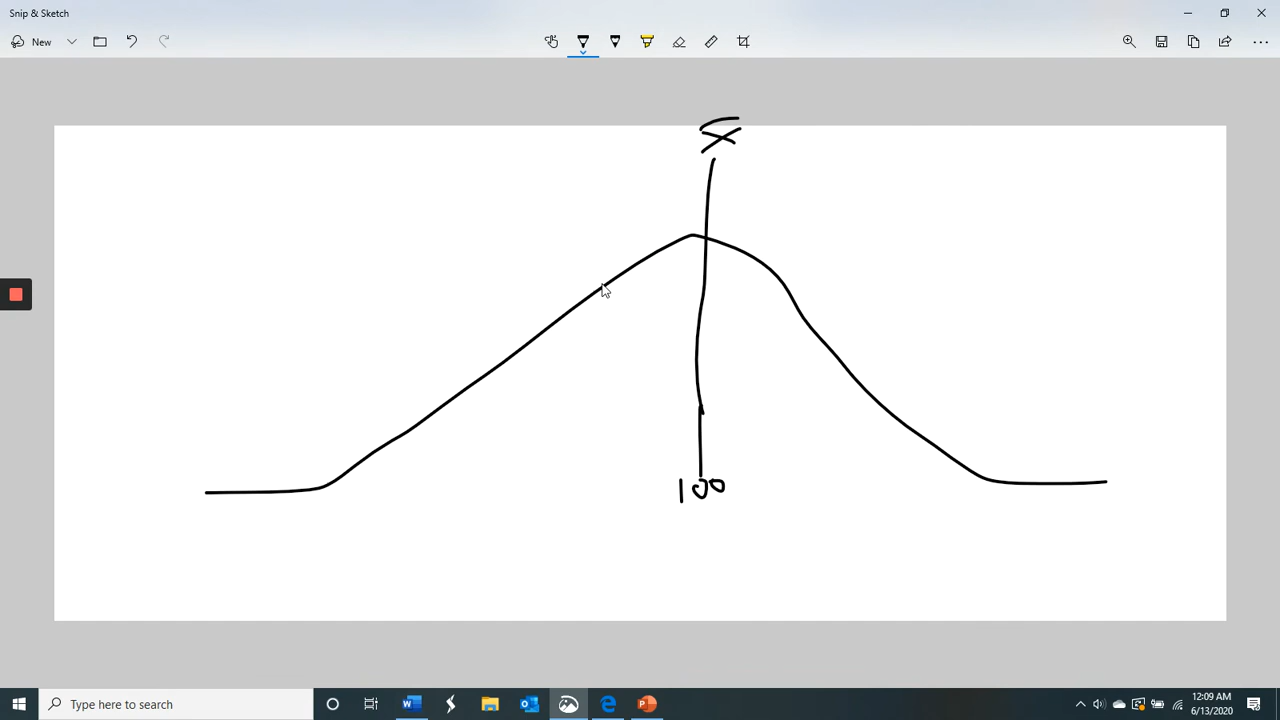 Snip & Sketch
New
x̄
100
Type here to search
12:09 AM
6/13/2020